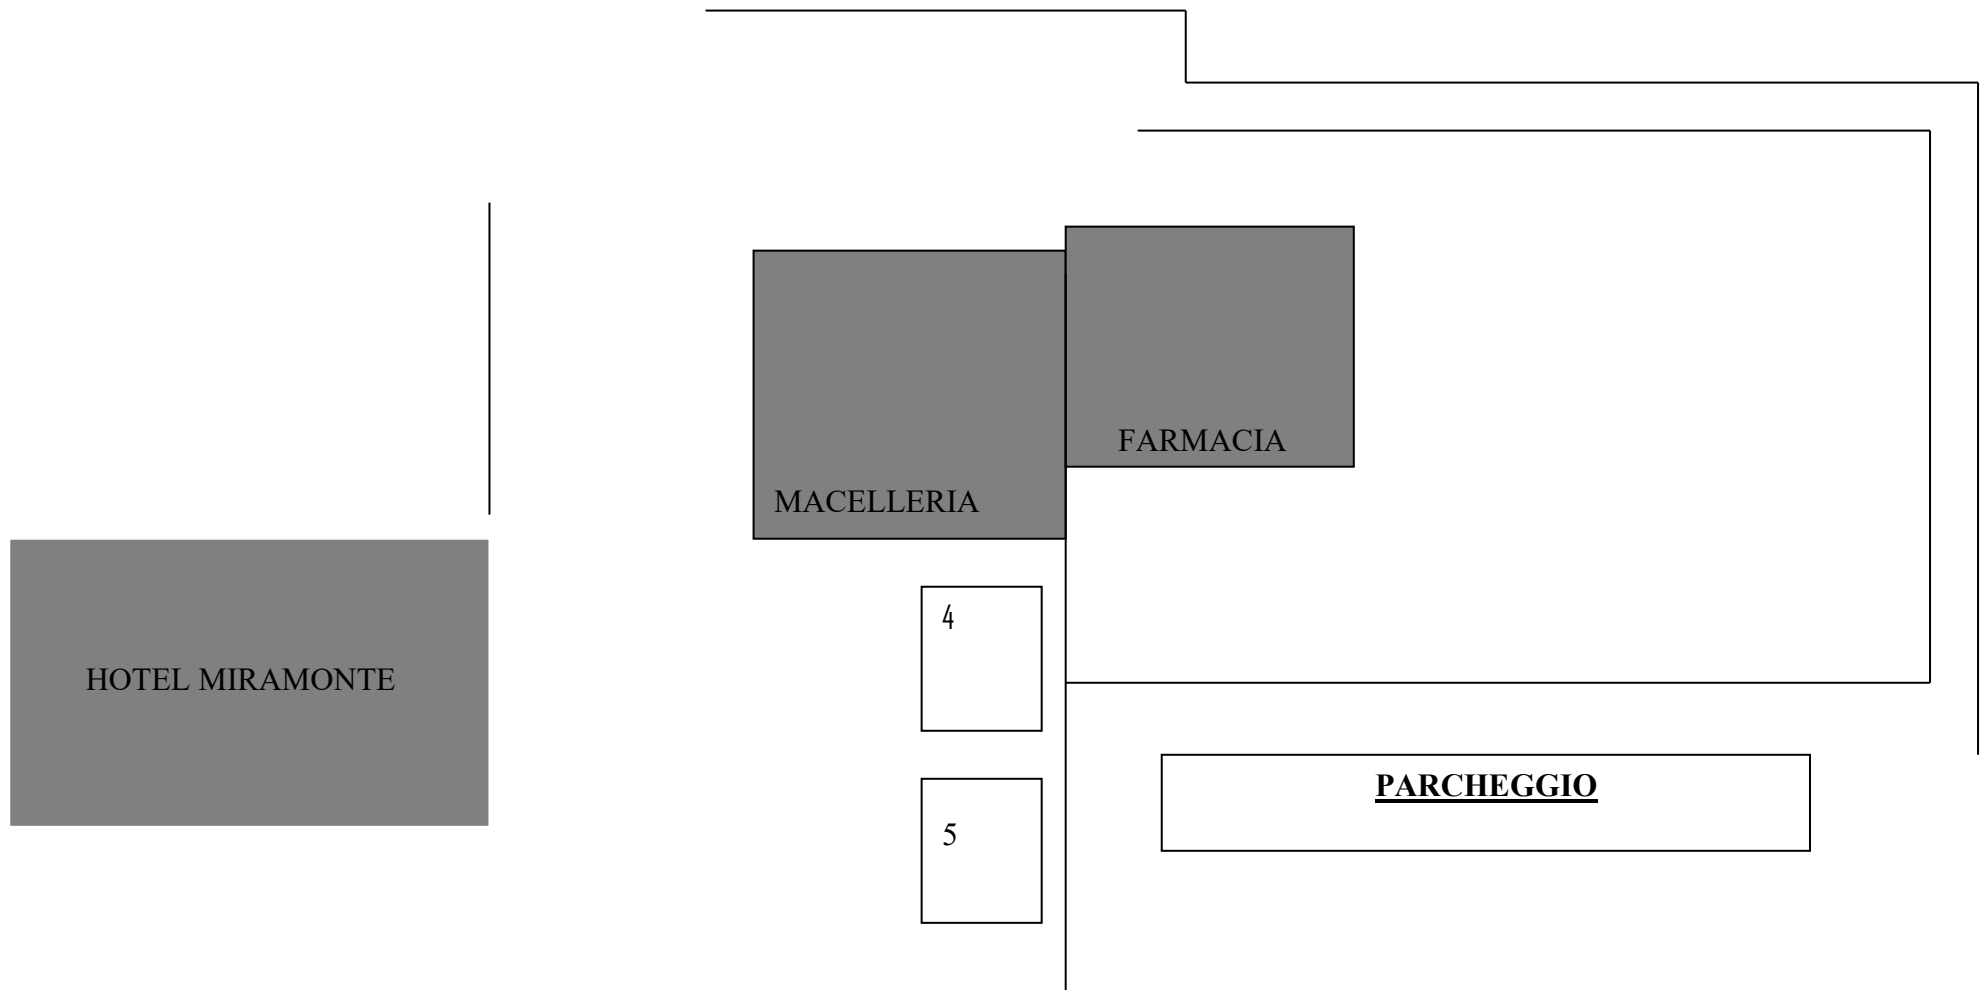 FARMACIA
MACELLERIA
4
HOTEL MIRAMONTE
PARCHEGGIO
5